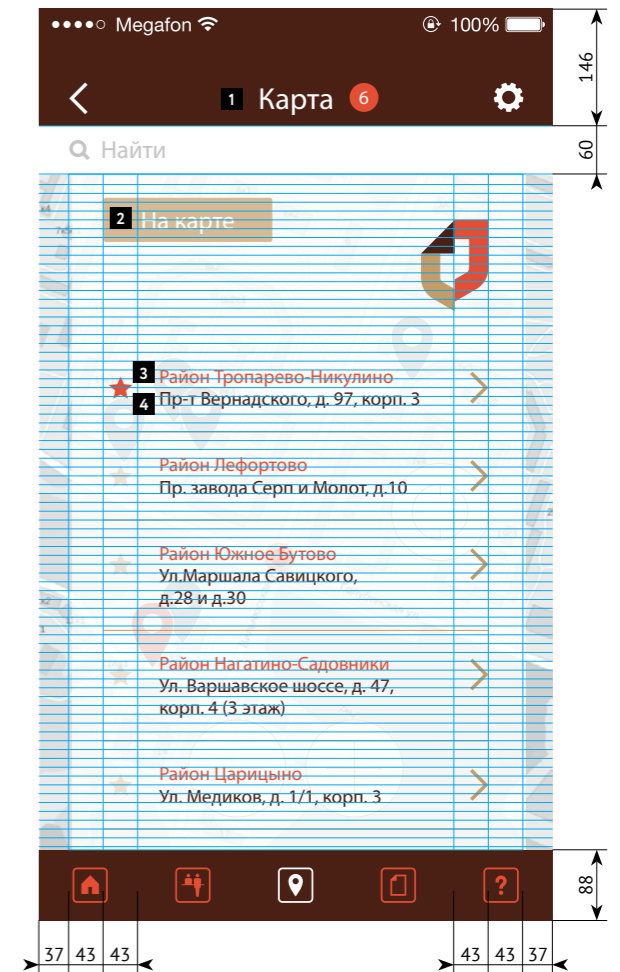 Megafon 100%
1 Карта 6
146
Найти
60
2 На карте
3 Район Тропарево-Никулино
4 Пр-т Вернадского, д. 97, корп. 3
Район Лефортово
Пр. завода Серп и Молот, д.10
Район Южное Бутово
Ул.Маршала Савицкого,
д.28 и д.30
Район Нагатино-Садовники
Ул. Варшавское шоссе, д. 47,
корп. 4 (3 этаж)
Район Царицыно
Ул. Медиков, д. 1/1, корп. 3
?
88
37 43 43 43 43 37